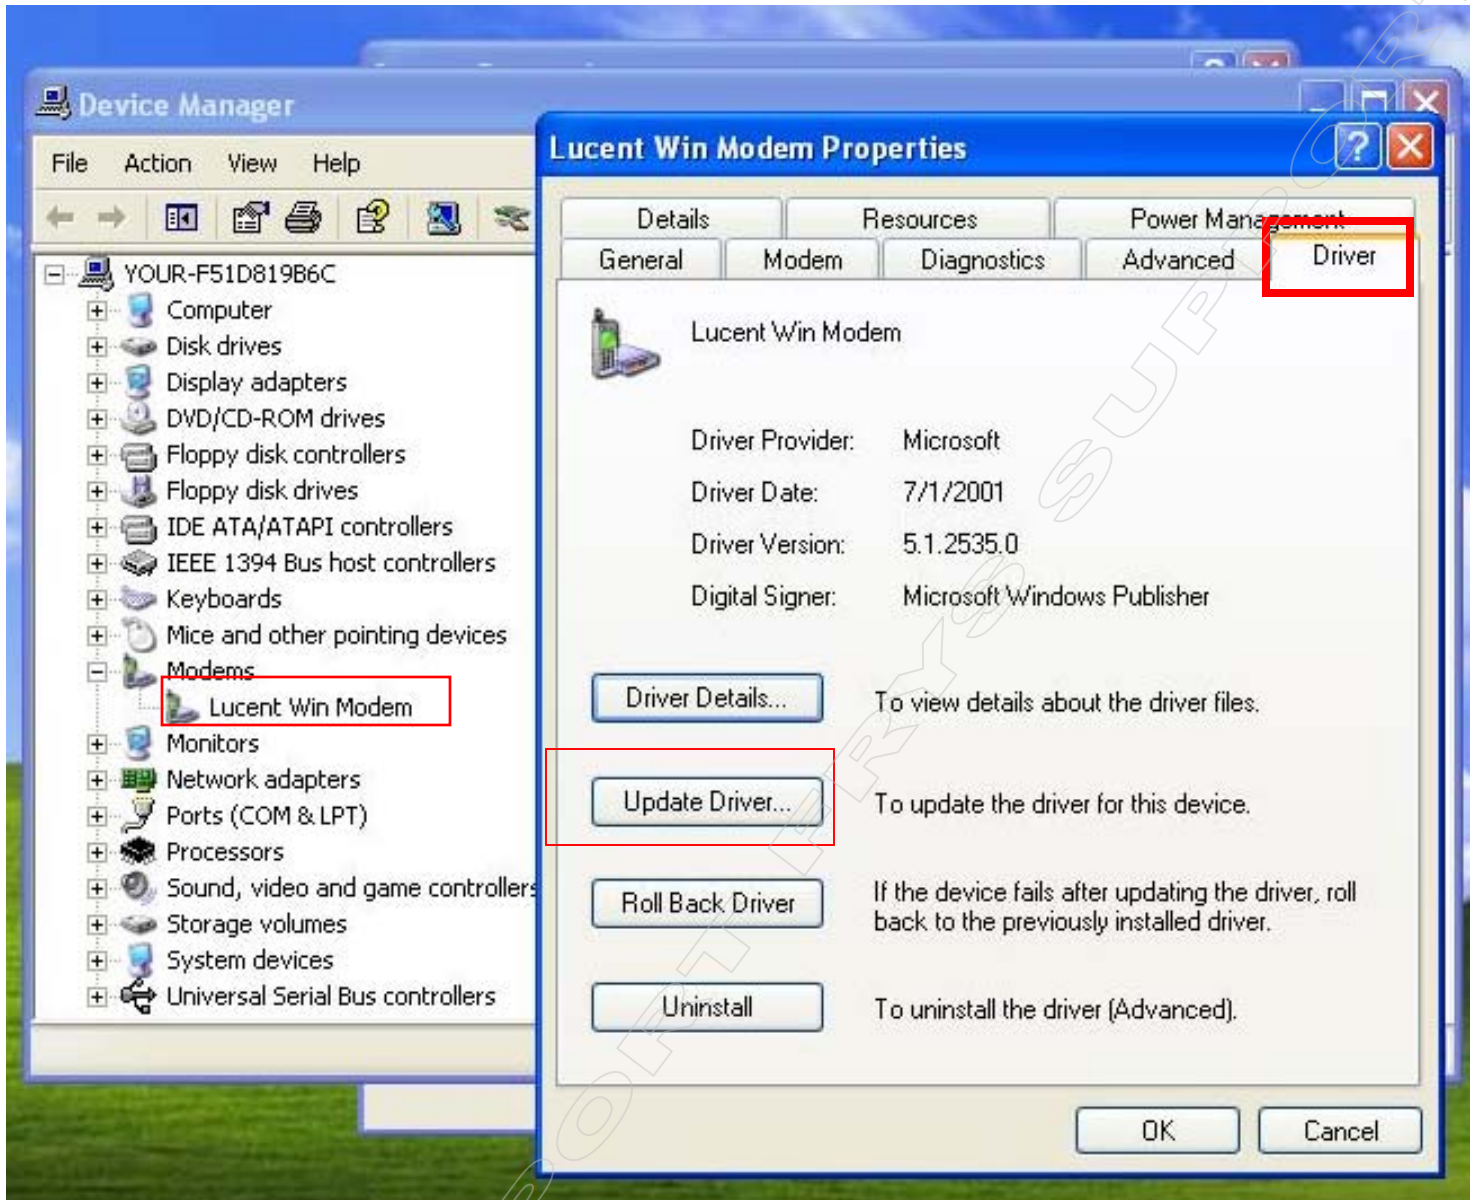 Device Manager
File Action View Help
YOUR-F51D819B6C
Computer
Disk drives
Display adapters
DVD/CD-ROM drives
Floppy disk controllers
Floppy disk drives
IDE ATA/ATAPI controllers
IEEE 1394 Bus host controllers
Keyboards
Mice and other pointing devices
Modems
Lucent Win Modem
Monitors
Network adapters
Ports (COM & LPT)
Processors
Sound, video and game controllers
Storage volumes
System devices
Universal Serial Bus controllers
Lucent Win Modem Properties
Details Resources Power Management
General Modem Diagnostics Advanced Driver
Lucent Win Modem
Driver Provider: Microsoft
Driver Date: 7/1/2001
Driver Version: 5.1.2535.0
Digital Signer: Microsoft Windows Publisher
Driver Details... To view details about the driver files.
Update Driver... To update the driver for this device.
Roll Back Driver If the device fails after updating the driver, roll
back to the previously installed driver.
Uninstall To uninstall the driver (Advanced).
OK Cancel
FRYS SUPPORT